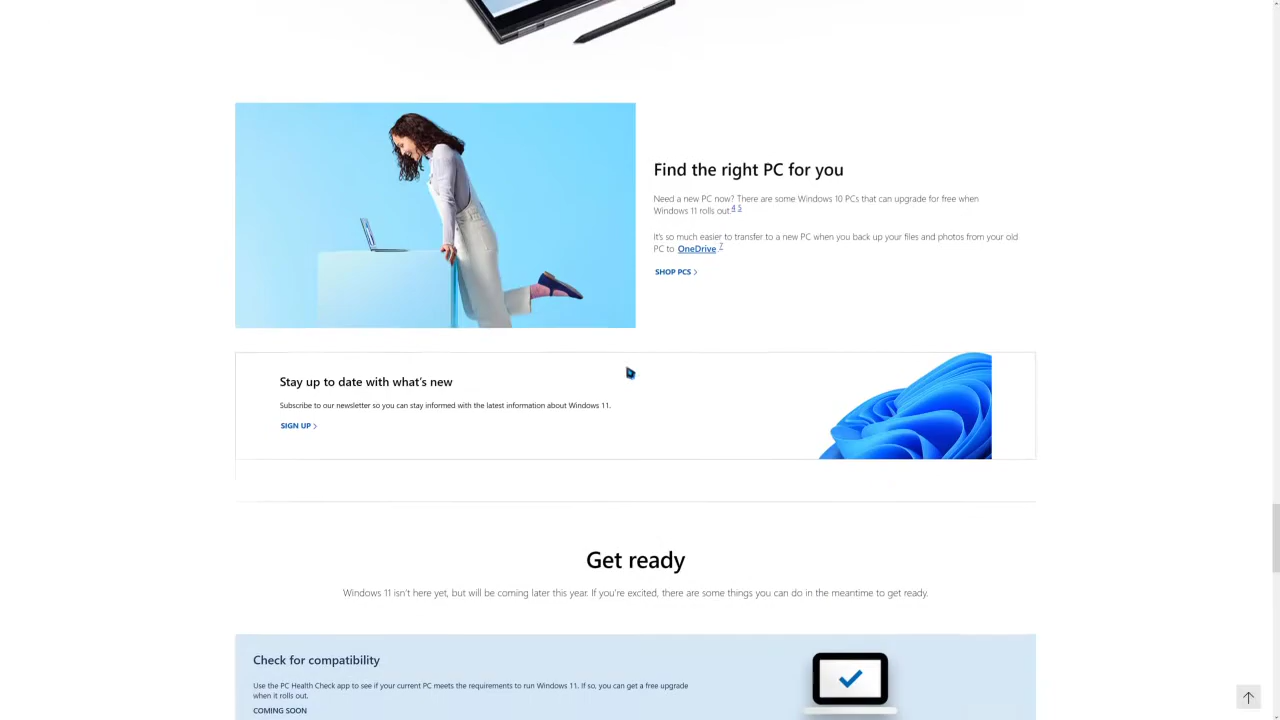 Find the right PC for you
Need a new PC now? There are some Windows 10 PCs that can upgrade for free when
Windows 11 rolls out.4 5
It's so much easier to transfer to a new PC when you back up your files and photos from your old
PC to OneDrive.7
SHOP PCS >
Stay up to date with what's new
Subscribe to our newsletter so you can stay informed with the latest information about Windows 11.
SIGN UP >
Get ready
Windows 11 isn't here yet, but will be coming later this year. If you're excited, there are some things you can do in the meantime to get ready.
Check for compatibility
Use the PC Health Check app to see if your current PC meets the requirements to run Windows 11. If so, you can get a free upgrade
when it rolls out.
COMING SOON